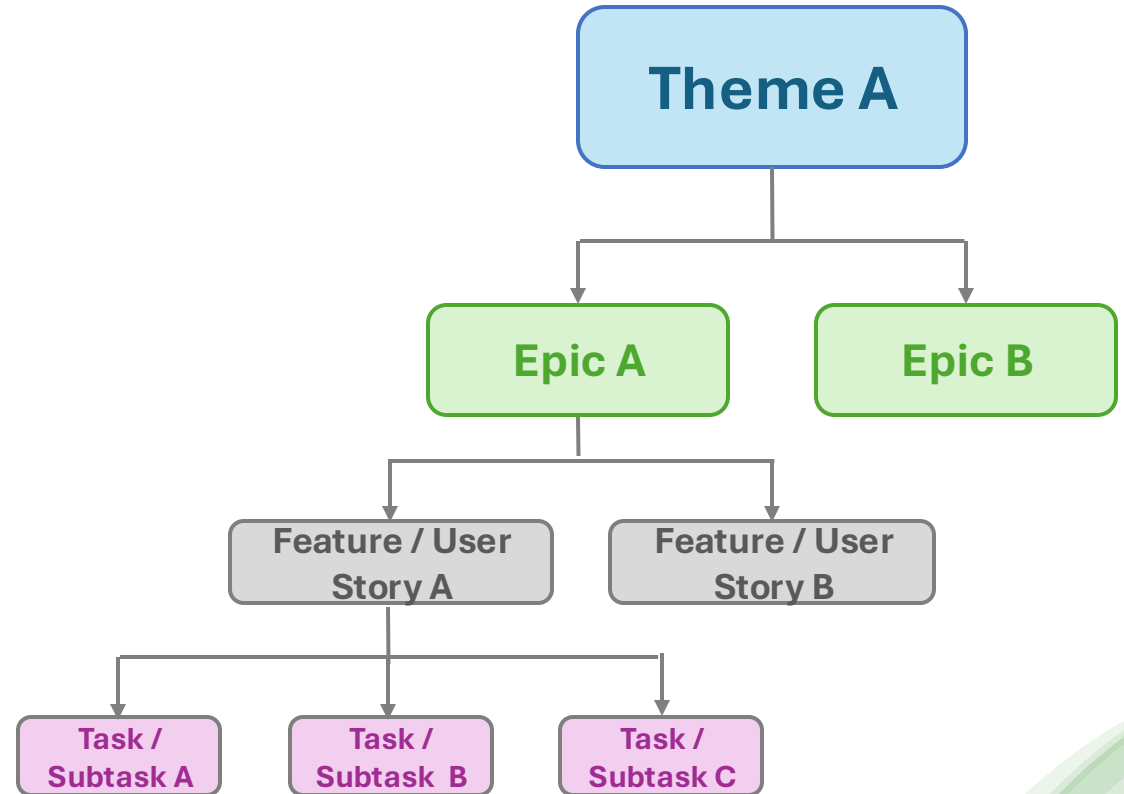 Theme A
Epic A
Epic B
Feature / User
Story A
Feature / User
Story B
Task /
Subtask A
Task /
Subtask  B
Task /
Subtask C